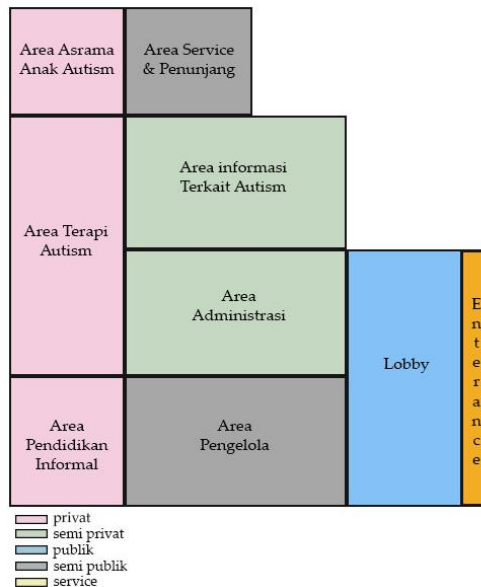 Area Asrama
Anak Autism
Area Service
& Penunjang
Area informasi
Terkait Autism
Area Terapi
Autism
Area
Administrasi
Lobby
Enterance
Area
Pendidikan
Informal
Area
Pengelola
privat
semi privat
publik
semi publik
service